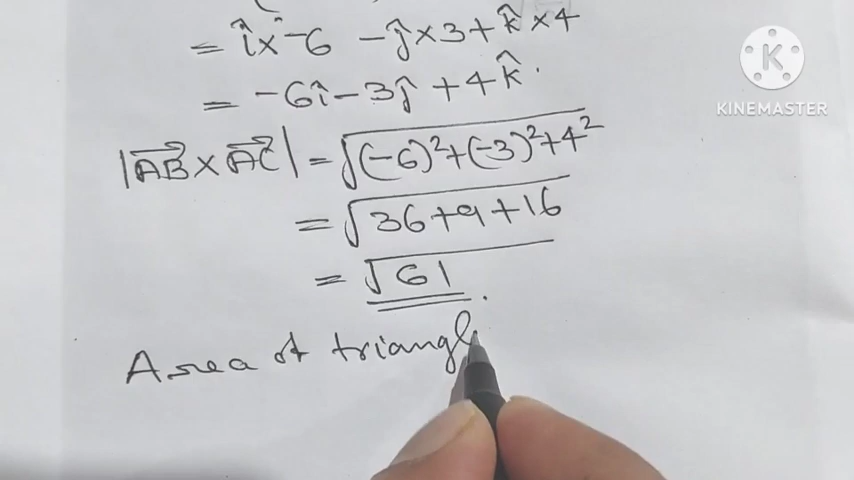 = î × -6 - ĵ × 3 + k̂ × 4
= -6î - 3ĵ + 4k̂.
|AB × AC| = √(-6)²+(-3)²+4²
= √36+9+16
= √61.
Area of triangl
KINEMASTER